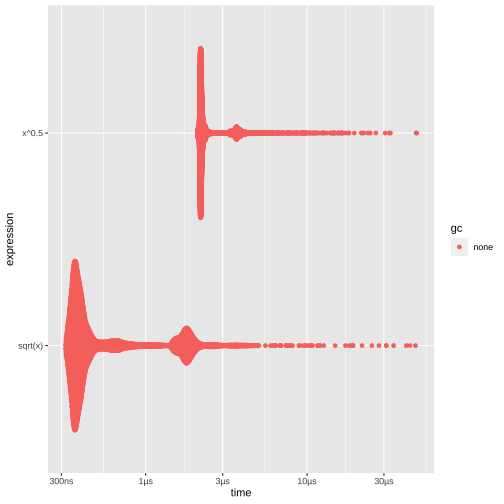 x^0.5
sqrt(x)
expression
300ns 1µs 3µs 10µs 30µs
time
gc
none